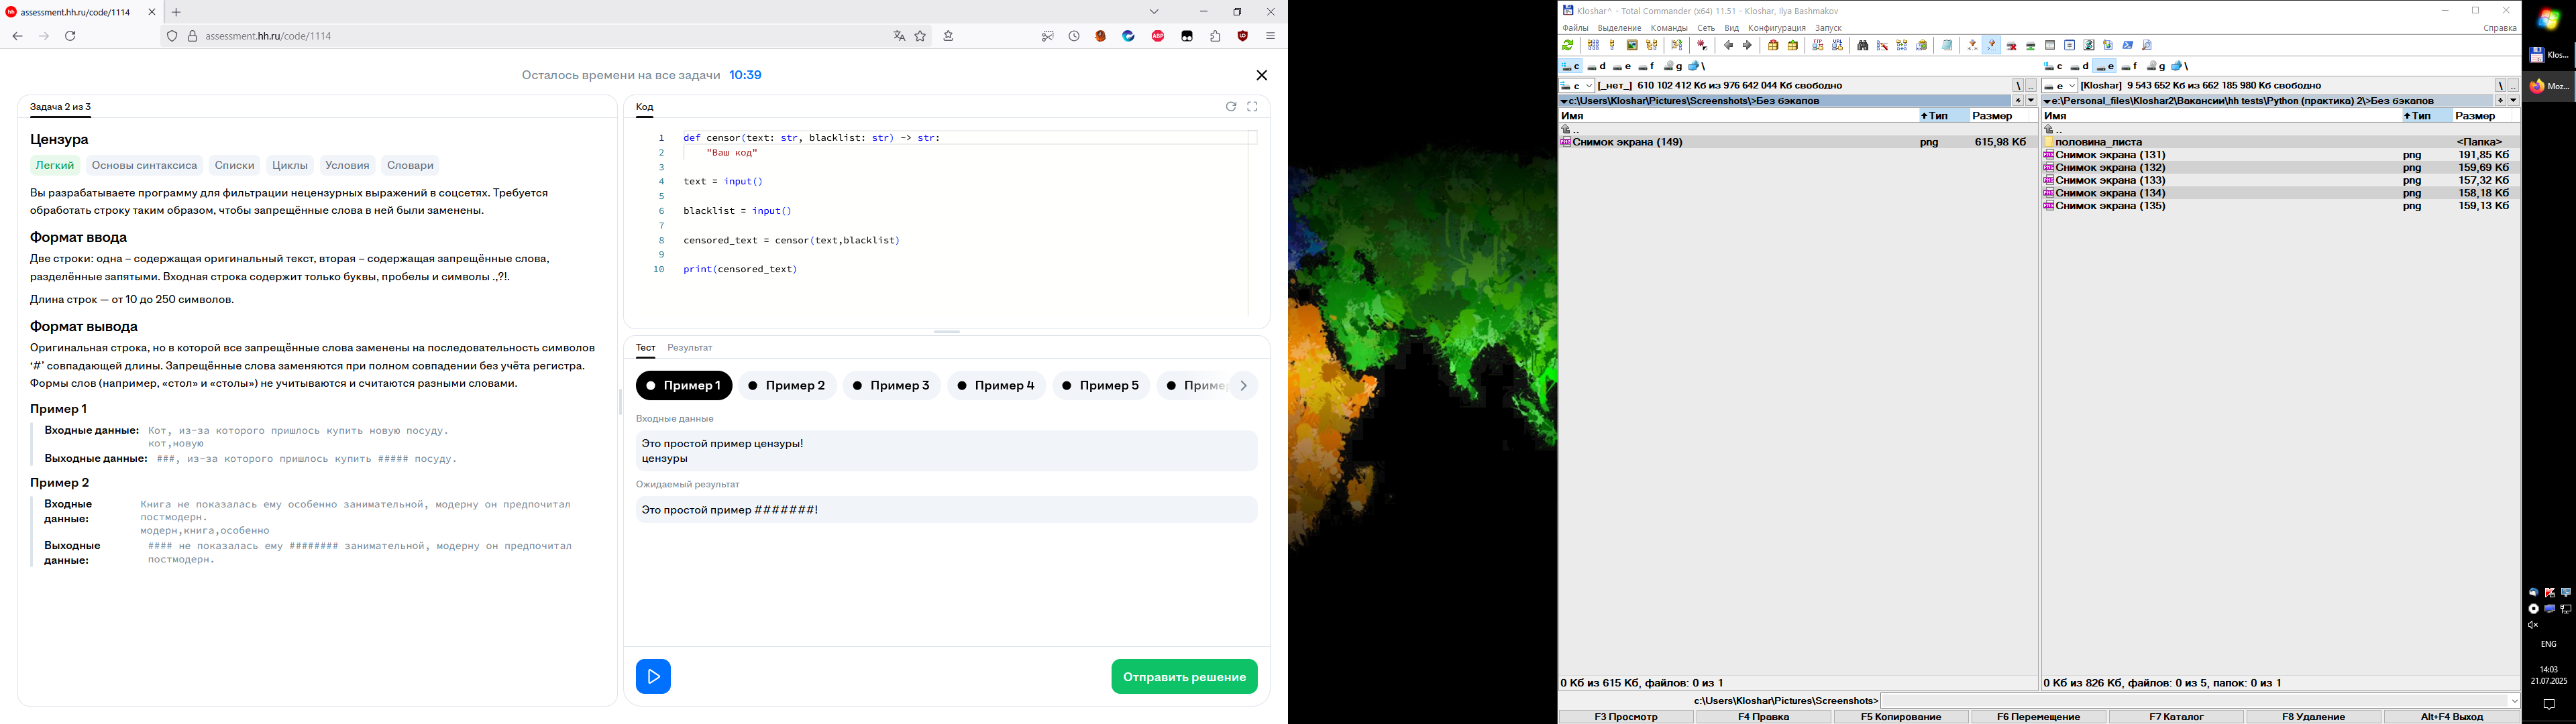 assessment.hh.ru/code/1114
assessment.hh.ru/code/1114
Осталось времени на все задачи 10:39
Задача 2 из 3
Цензура
Легкий Основы синтаксиса Списки Циклы Условия Словари
Вы разрабатываете программу для фильтрации нецензурных выражений в соцсетях. Требуется
обработать строку таким образом, чтобы запрещённые слова в ней были заменены.
Формат ввода
Две строки: одна – содержащая оригинальный текст, вторая – содержащая запрещённые слова,
разделённые запятыми. Входная строка содержит только буквы, пробелы и символы .,?!.
Длина строк — от 10 до 250 символов.
Формат вывода
Оригинальная строка, но в которой все запрещённые слова заменены на последовательность символов
‘#’ совпадающей длины. Запрещённые слова заменяются при полном совпадении без учёта регистра.
Формы слов (например, «стол» и «столы») не учитываются и считаются разными словами.
Пример 1
Входные данные: Кот, из-за которого пришлось купить новую посуду.
кот,новую
Выходные данные: ###, из-за которого пришлось купить ##### посуду.
Пример 2
Входные данные: Книга не показалась ему особенно занимательной, модерну он предпочитал
постмодерн.
модерн,книга,особенно
Выходные данные: #### не показалась ему ######## занимательной, модерну он предпочитал
постмодерн.
Код
1 def censor(text: str, blacklist: str) -> str:
2 "Ваш код"
3
4 text = input()
5
6 blacklist = input()
7
8 censored_text = censor(text,blacklist)
9
10 print(censored_text)
Тест Результат
Пример 1 Пример 2 Пример 3 Пример 4 Пример 5 Пример
Входные данные
Это простой пример цензуры!
цензуры
Ожидаемый результат
Это простой пример #######!
Отправить решение
Kloshar^ - Total Commander (x64) 11.51 - Kloshar, Ilya Bashmakov
Файлы Выделение Команды Сеть Вид Конфигурация Запуск Справка
c d e f g \
c [_нет_] 610 102 412 Кб из 976 642 044 Кб свободно \ ..
c:\Users\Kloshar\Pictures\Screenshots\>Без бэкапов * ▼
Имя Тип Размер
..
Снимок экрана (149) png 615,98 Кб
0 Кб из 615 Кб, файлов: 0 из 1
c d e f g \
e [Kloshar] 9 543 652 Кб из 662 185 980 Кб свободно \ ..
e:\Personal_files\Kloshar2\Вакансии\hh tests\Python (практика) 2\>Без бэкапов * ▼
Имя Тип Размер
..
половина_листа <Папка>
Снимок экрана (131) png 191,85 Кб
Снимок экрана (132) png 159,69 Кб
Снимок экрана (133) png 157,32 Кб
Снимок экрана (134) png 158,18 Кб
Снимок экрана (135) png 159,13 Кб
0 Кб из 826 Кб, файлов: 0 из 5, папок: 0 из 1
c:\Users\Kloshar\Pictures\Screenshots>
F3 Просмотр F4 Правка F5 Копирование F6 Перемещение F7 Каталог F8 Удаление Alt+F4 Выход
Klos...
Moz...
ENG
14:03
21.07.2025